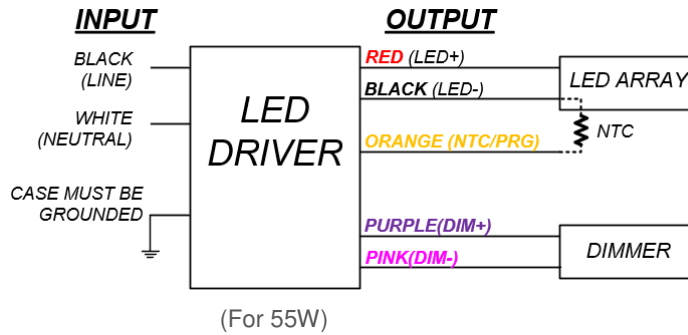 INPUT
OUTPUT
BLACK
(LINE)
WHITE
(NEUTRAL)
CASE MUST BE
GROUNDED
LED
DRIVER
RED (LED+)
BLACK (LED-)
ORANGE (NTC/PRG)
PURPLE(DIM+)
PINK(DIM-)
LED ARRAY
NTC
DIMMER
(For 55W)